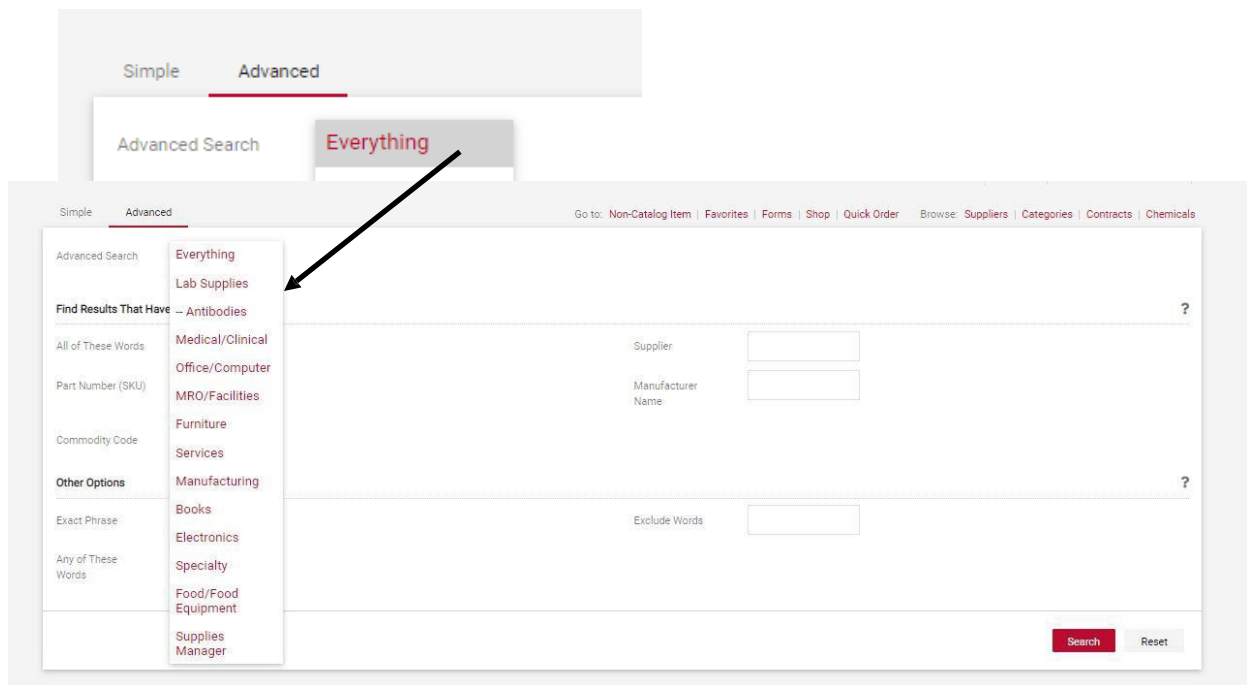 Simple Advanced
Advanced Search Everything
Simple Advanced Go to: Non-Catalog Item | Favorites | Forms | Shop | Quick Order Browse: Suppliers | Categories | Contracts | Chemicals
Advanced Search Everything
Lab Supplies
Find Results That Have -- Antibodies ?
All of These Words Medical/Clinical Supplier
Office/Computer
Part Number (SKU) MRO/Facilities Manufacturer
Name
Furniture
Commodity Code
Services
Other Options Manufacturing ?
Books
Exact Phrase Exclude Words
Electronics
Any of These
Words
Specialty
Food/Food
Equipment
Supplies
Manager
Search Reset